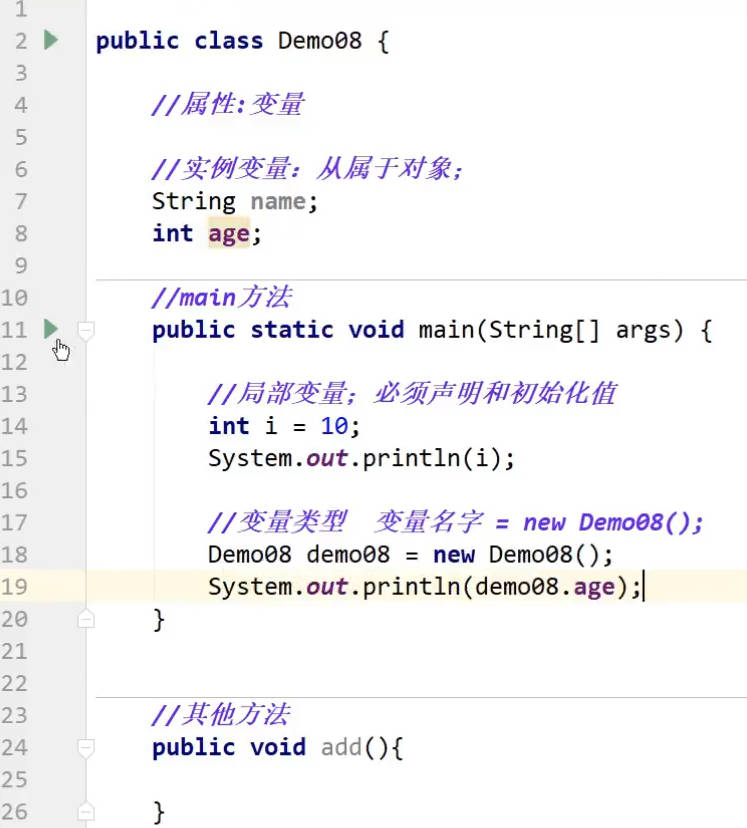 1
2 public class Demo08 {
3
4 //属性:变量
5
6 //实例变量：从属于对象；
7 String name;
8 int age;
9
10 //main方法
11 public static void main(String[] args) {
12
13 //局部变量；必须声明和初始化值
14 int i = 10;
15 System.out.println(i);
16
17 //变量类型 变量名字 = new Demo08();
18 Demo08 demo08 = new Demo08();
19 System.out.println(demo08.age);
20 }
21
22
23 //其他方法
24 public void add(){
25
26 }